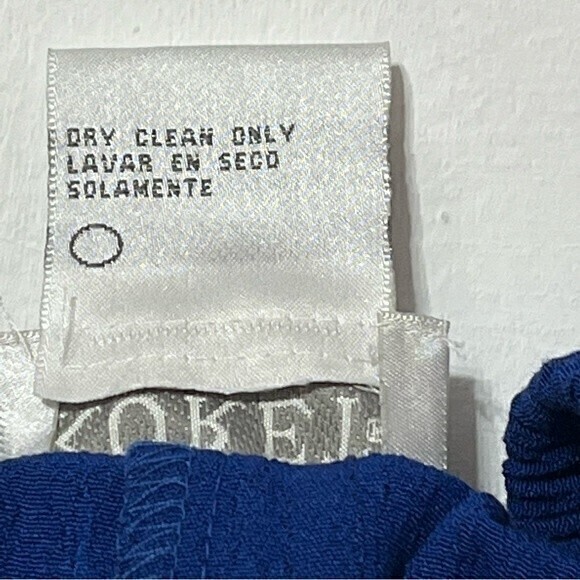 DRY CLEAN ONLY
LAVAR EN SECO
SOLAMENTE